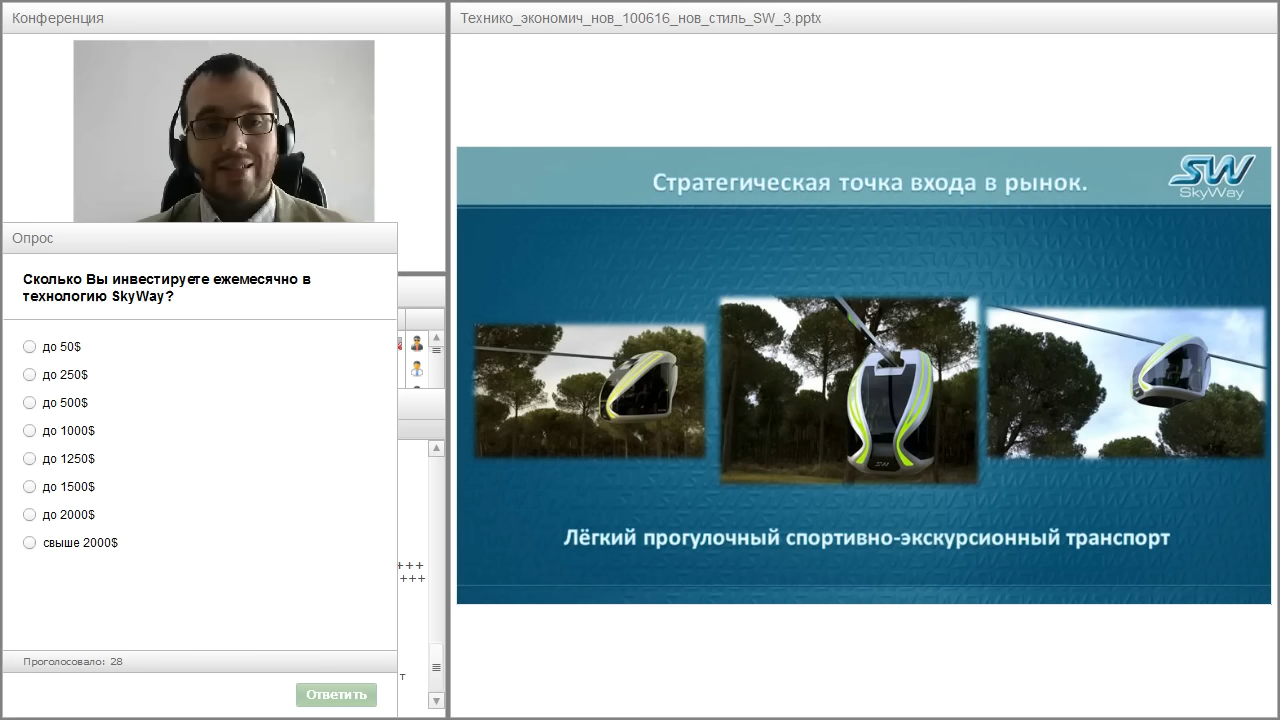 Конференция
Опрос
Сколько Вы инвестируете ежемесячно в
технологию SkyWay?
до 50$
до 250$
до 500$
до 1000$
до 1250$
до 1500$
до 2000$
свыше 2000$
Проголосовало: 28
Ответить
+++
+++
т
Технико_экономич_нов_100616_нов_стиль_SW_3.pptx
Стратегическая точка входа в рынок.
SW
SkyWay
SW
Лёгкий прогулочный спортивно-экскурсионный транспорт